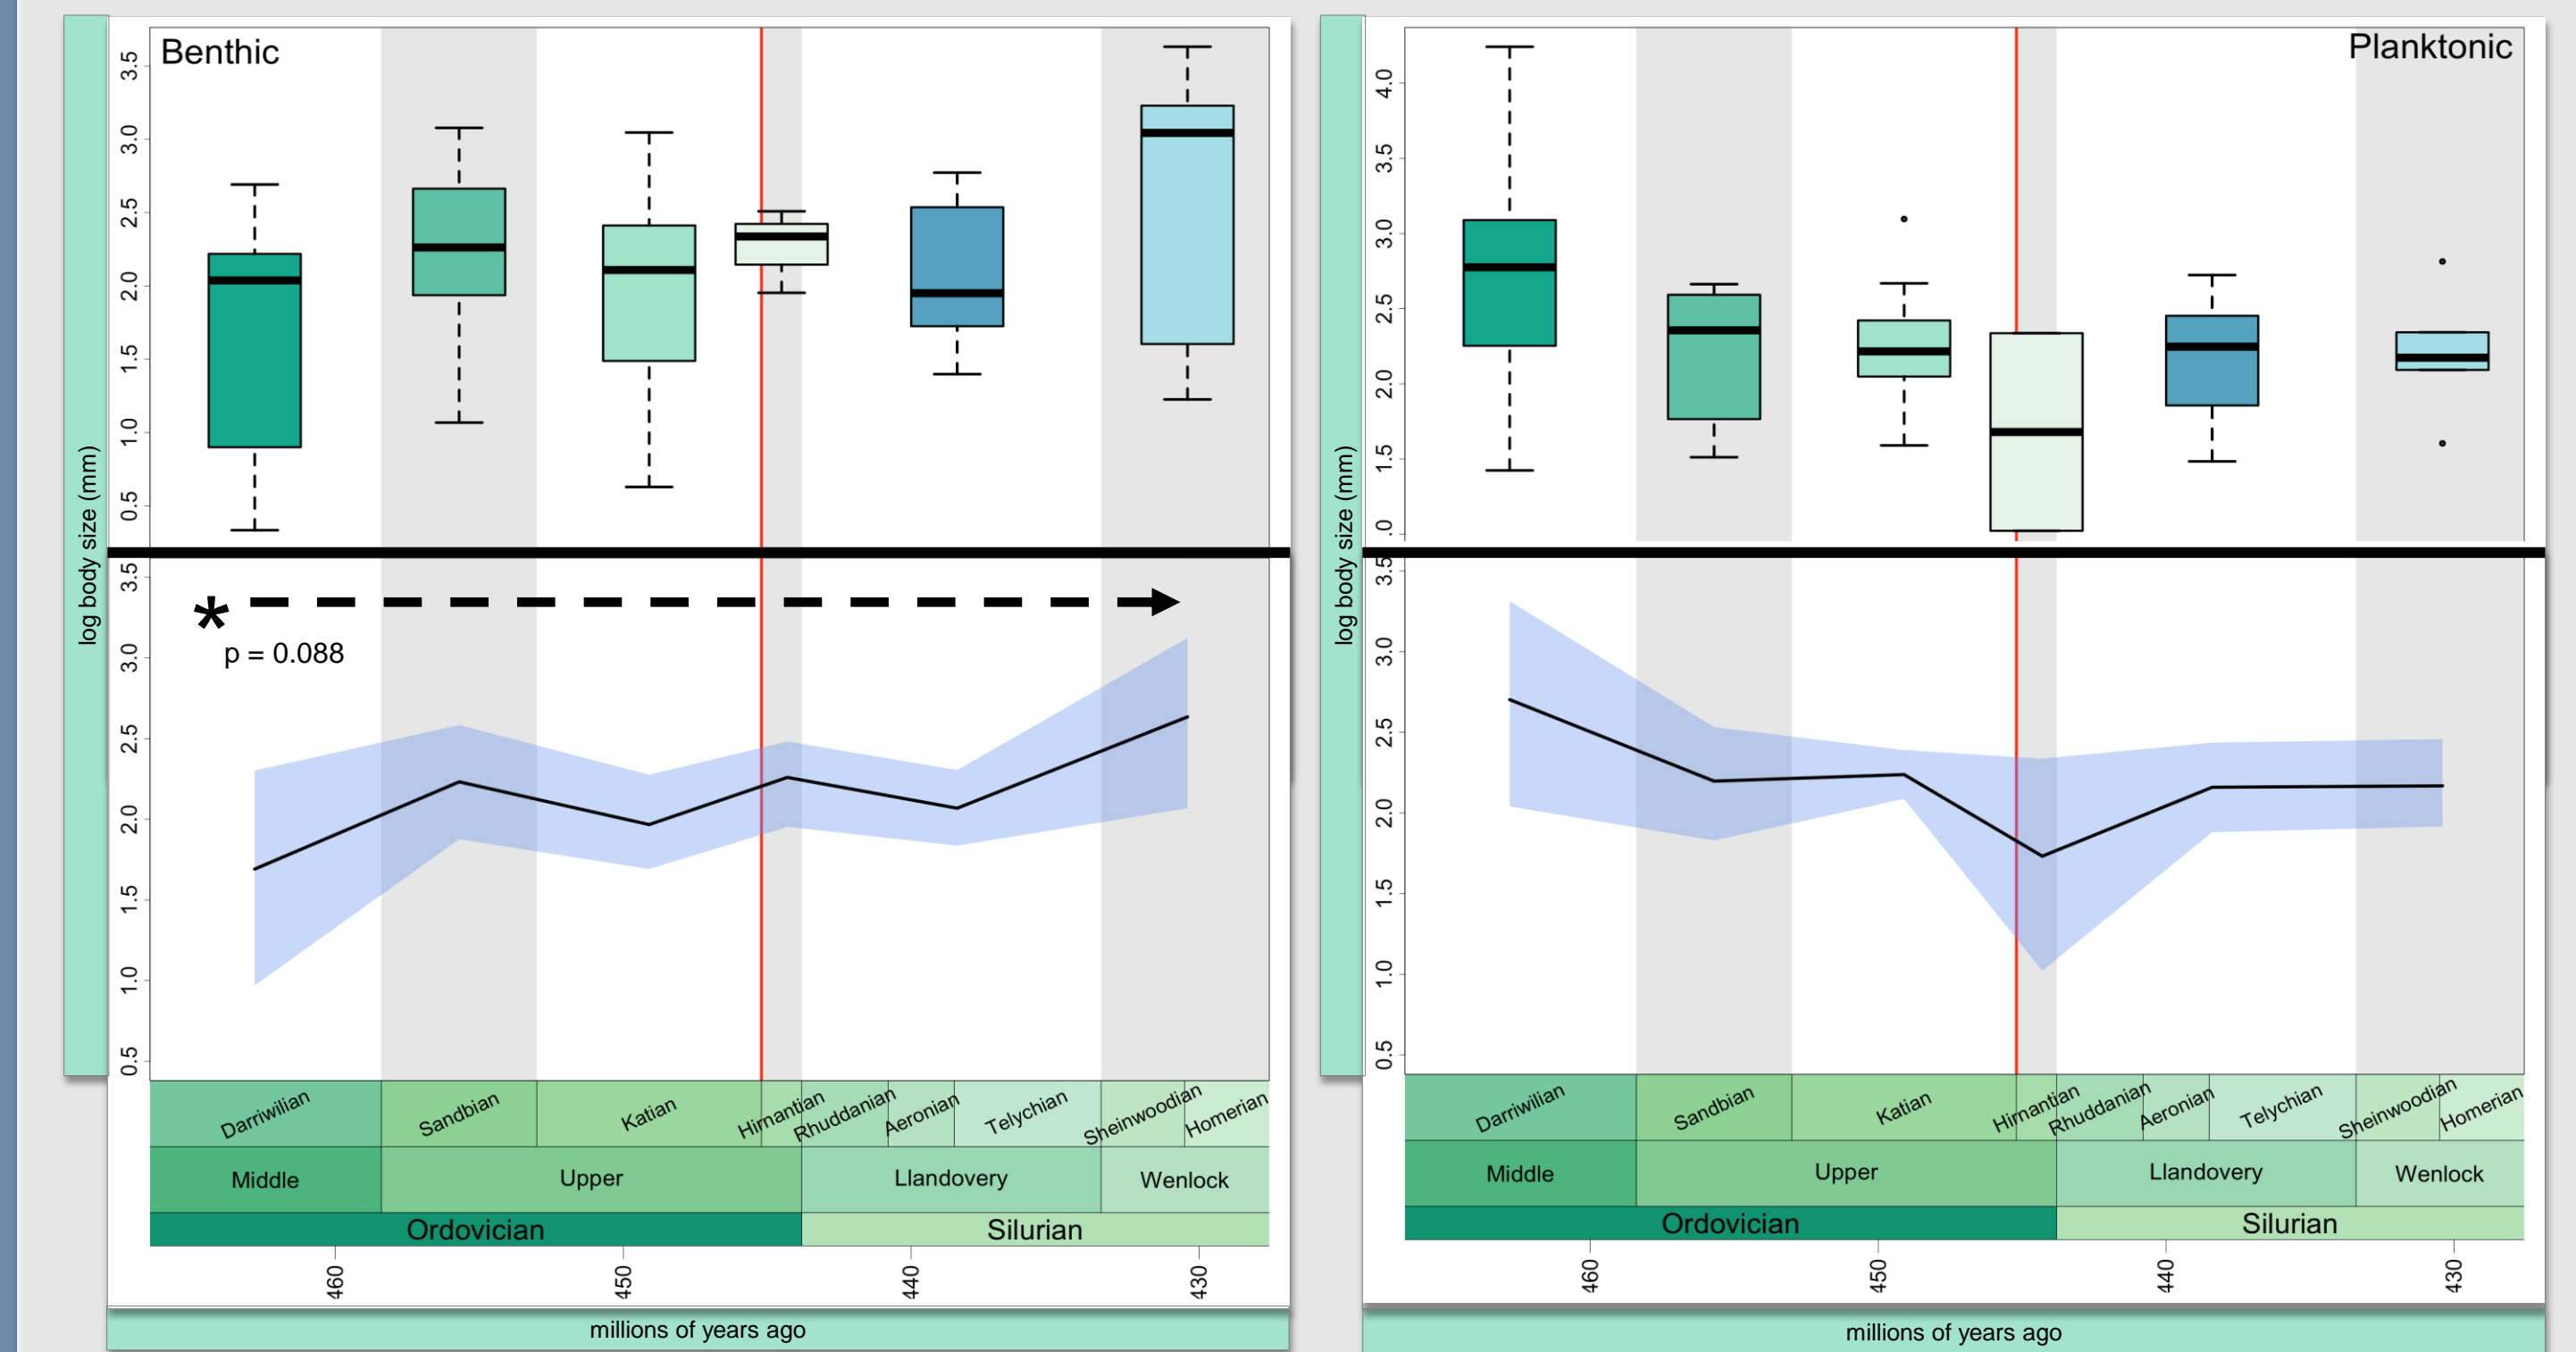 Benthic
log body size (mm)
3.5
3.0
2.5
2.0
1.5
1.0
0.5
*
p = 0.088
3.5
3.0
2.5
2.0
1.5
1.0
0.5
Darriwilian Sandbian Katian Hirnantian Rhuddanian Aeronian Telychian Sheinwoodian Homerian
Middle Upper Llandovery Wenlock
Ordovician Silurian
460 450 440 430
millions of years ago
Planktonic
log body size (mm)
4.0
3.5
3.0
2.5
2.0
1.5
.0
3.5
3.0
2.5
2.0
1.5
1.0
0.5
Darriwilian Sandbian Katian Hirnantian Rhuddanian Aeronian Telychian Sheinwoodian Homerian
Middle Upper Llandovery Wenlock
Ordovician Silurian
460 450 440 430
millions of years ago